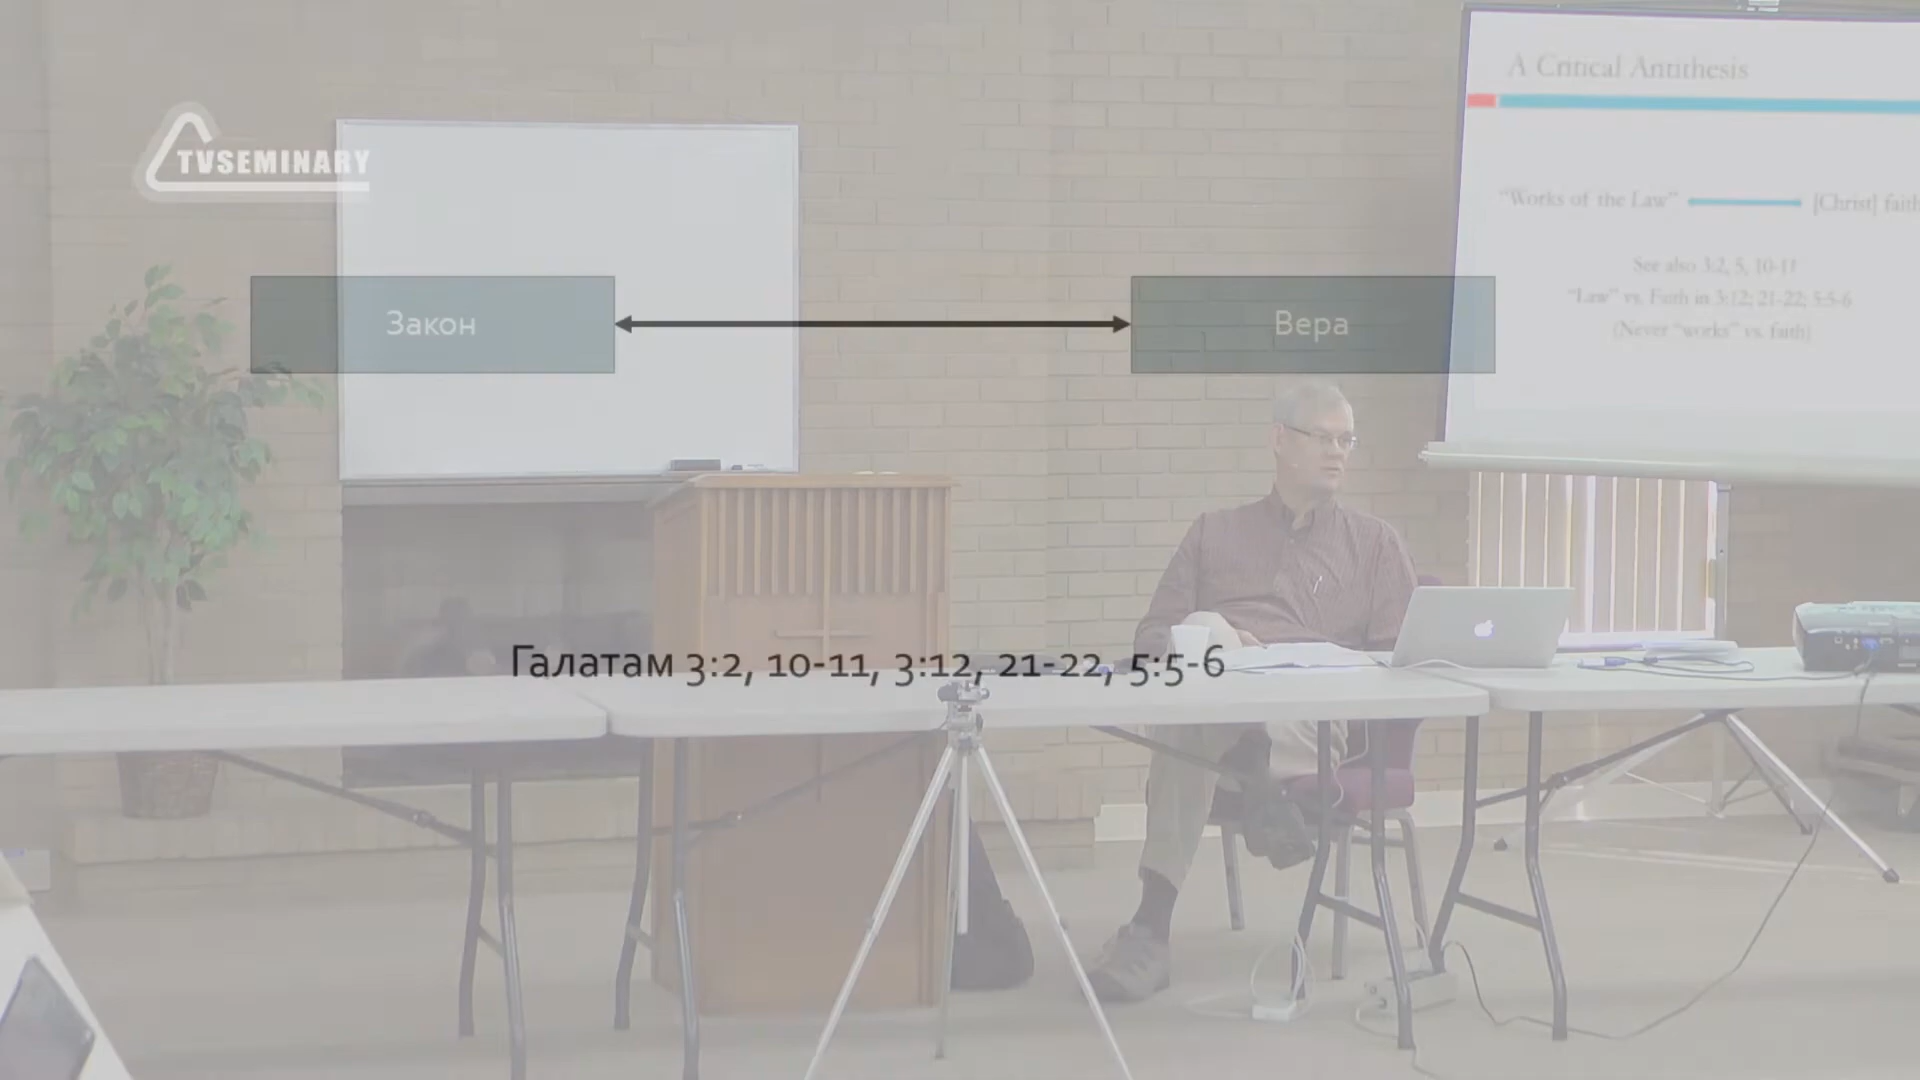 A Critical Antithesis
TVSEMINARY
"Works of the Law" [Christ] faith
See also 3:2, 5, 10-11
"Law" vs. Faith in 3:12; 21-22; 5:5-6
(Never "works" vs. faith)
Закон
Вера
Галатам 3:2, 10-11, 3:12, 21-22, 5:5-6